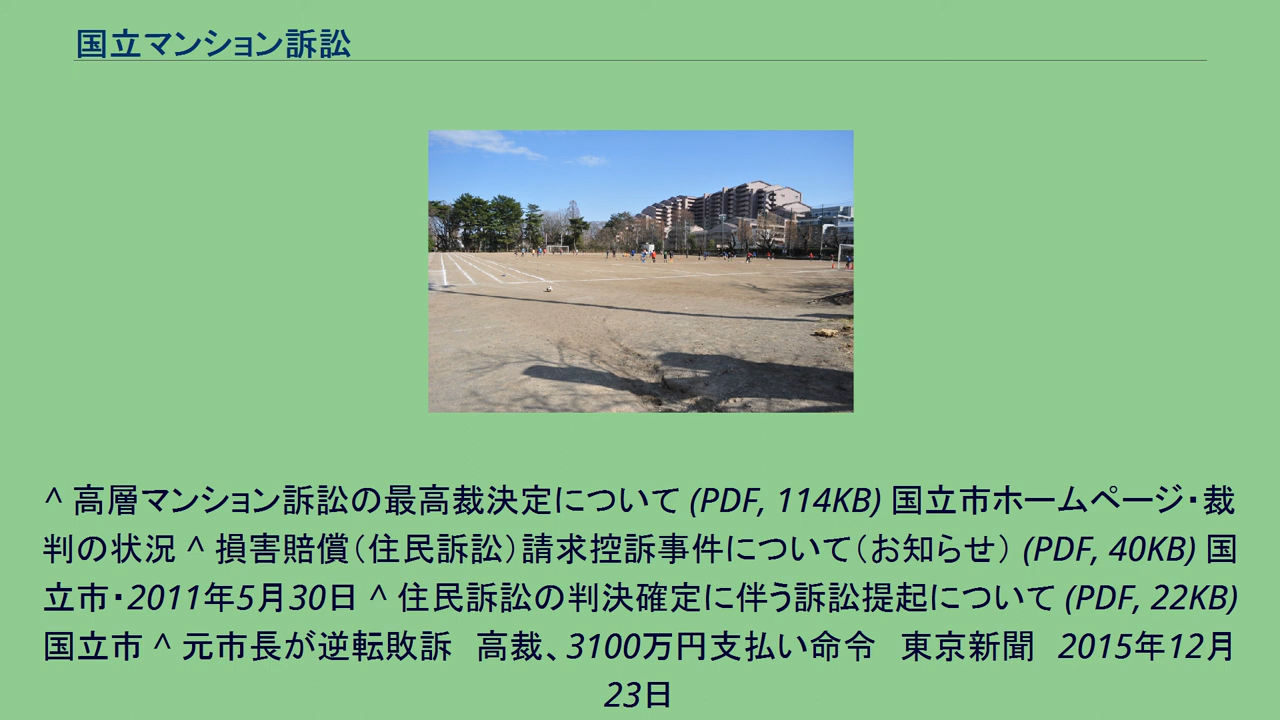 国立マンション訴訟
^ 高層マンション訴訟の最高裁決定について (PDF, 114KB) 国立市ホームページ・裁
判の状況 ^ 損害賠償（住民訴訟）請求控訴事件について（お知らせ） (PDF, 40KB) 国
立市・2011年5月30日 ^ 住民訴訟の判決確定に伴う訴訟提起について (PDF, 22KB)
国立市 ^ 元市長が逆転敗訴　高裁、3100万円支払い命令　東京新聞　2015年12月
23日